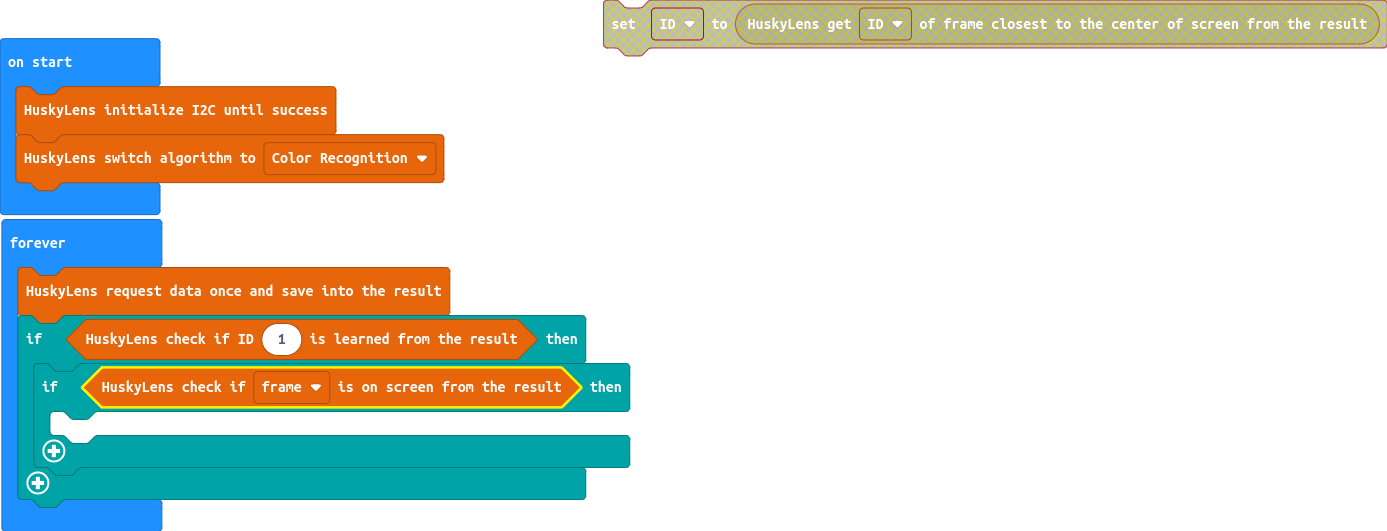 set ID to HuskyLens get ID of frame closest to the center of screen from the result
on start
HuskyLens initialize I2C until success
HuskyLens switch algorithm to Color Recognition
forever
HuskyLens request data once and save into the result
if HuskyLens check if ID 1 is learned from the result then
if HuskyLens check if frame is on screen from the result then